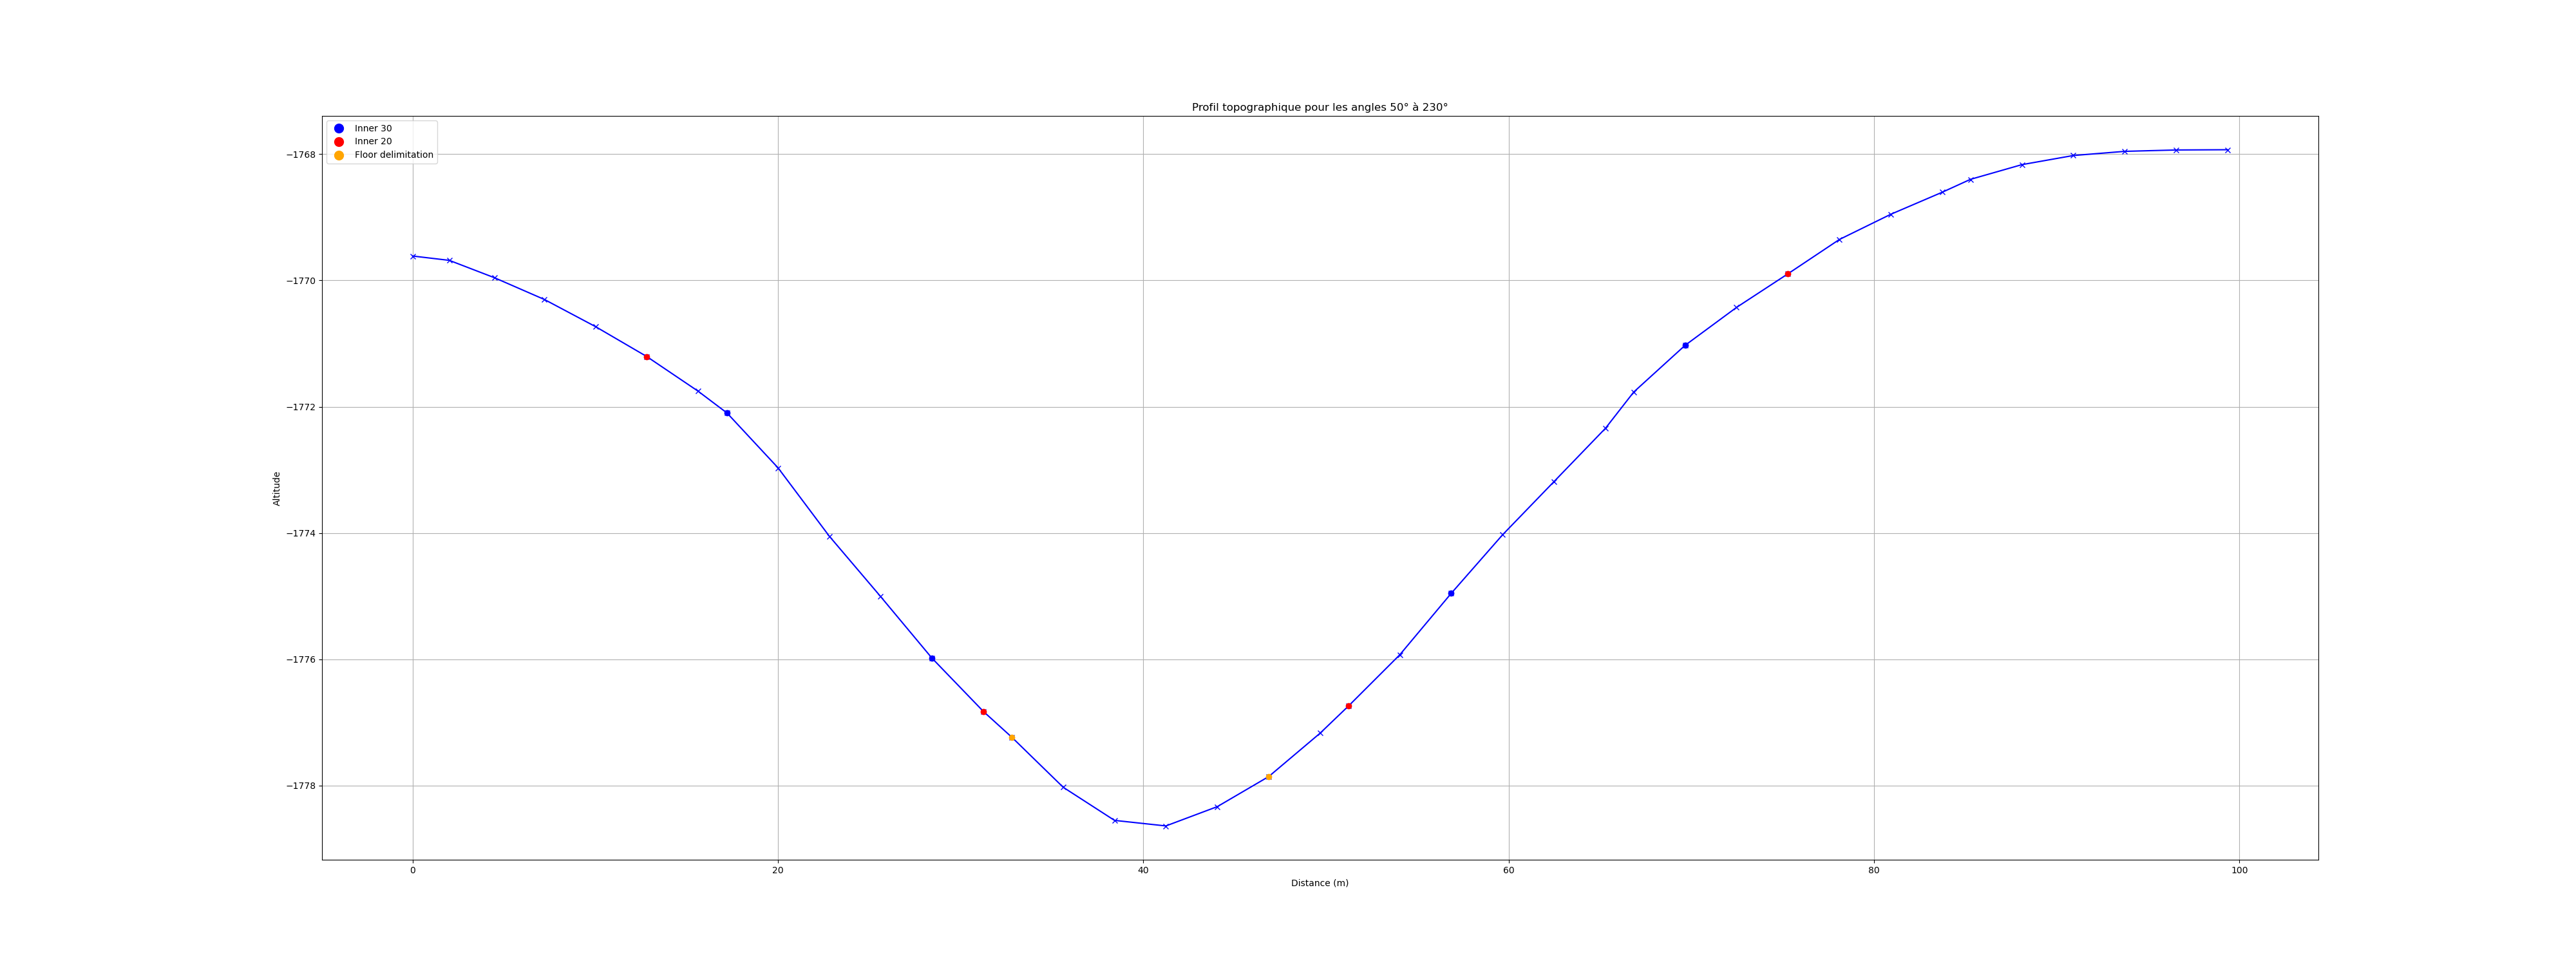 Profil topographique pour les angles 50° à 230°
Inner 30
Inner 20
Floor delimitation
−1768
−1770
−1772
−1774
−1776
−1778
Altitude
0 20 40 60 80 100
Distance (m)